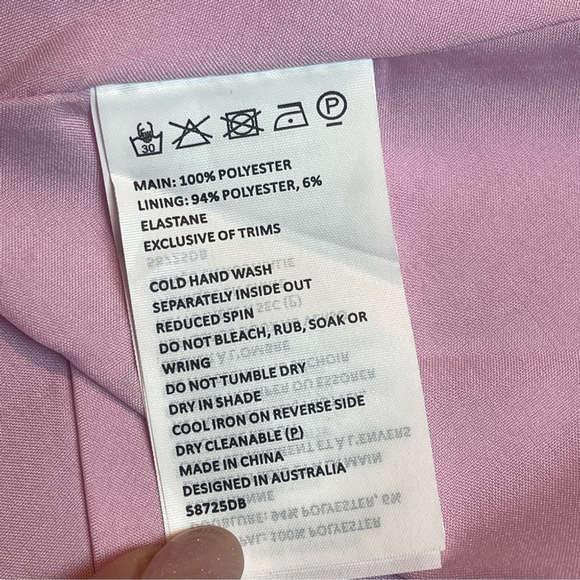 30
P
MAIN: 100% POLYESTER
LINING: 94% POLYESTER, 6%
ELASTANE
EXCLUSIVE OF TRIMS
COLD HAND WASH
SEPARATELY INSIDE OUT
REDUCED SPIN
DO NOT BLEACH, RUB, SOAK OR
WRING
DO NOT TUMBLE DRY
DRY IN SHADE
COOL IRON ON REVERSE SIDE
DRY CLEANABLE (P)
MADE IN CHINA
DESIGNED IN AUSTRALIA
58725DB